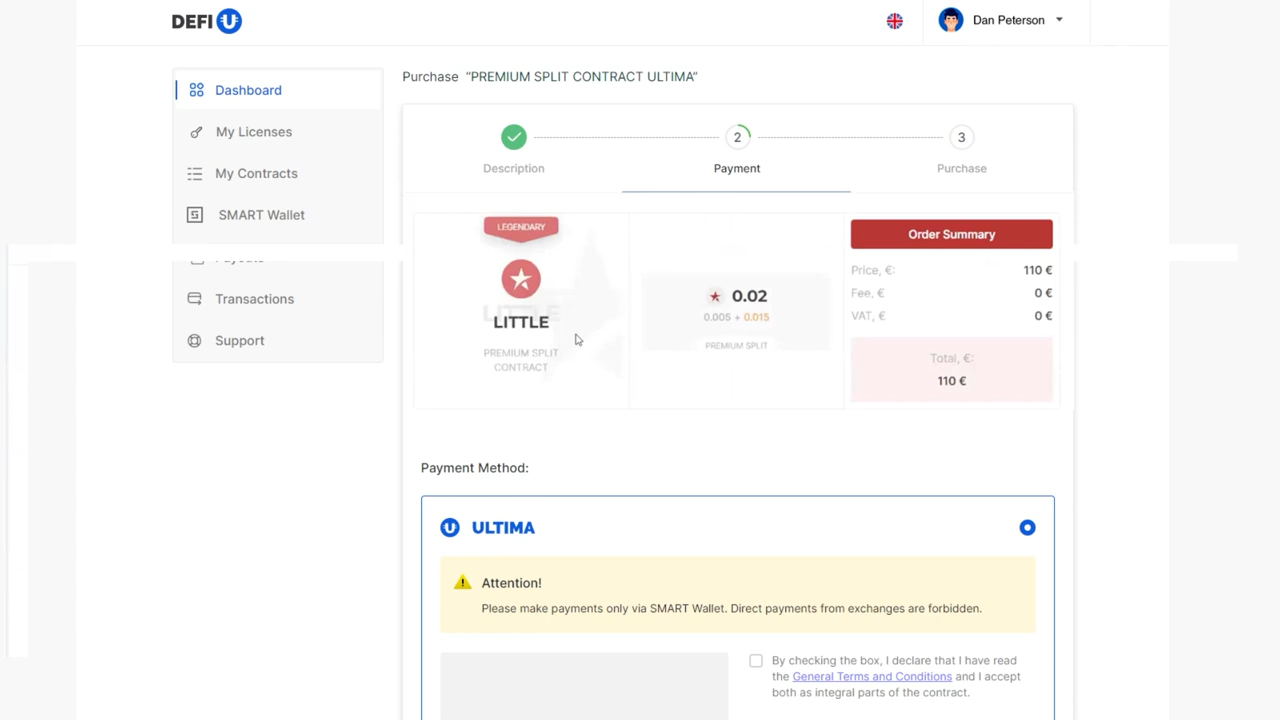 DEFI
Dan Peterson
Dashboard
My Licenses
My Contracts
SMART Wallet
Transactions
Support
Purchase “PREMIUM SPLIT CONTRACT ULTIMA”
2
3
Description
Payment
Purchase
LEGENDARY
LITTLE
PREMIUM SPLIT
CONTRACT
0.02
0.005 + 0.015
PREMIUM SPLIT
Order Summary
Price, €: 110 €
Fee, € 0 €
VAT, € 0 €
Total, €:
110 €
Payment Method:
ULTIMA
Attention!
Please make payments only via SMART Wallet. Direct payments from exchanges are forbidden.
By checking the box, I declare that I have read
the General Terms and Conditions and I accept
both as integral parts of the contract.